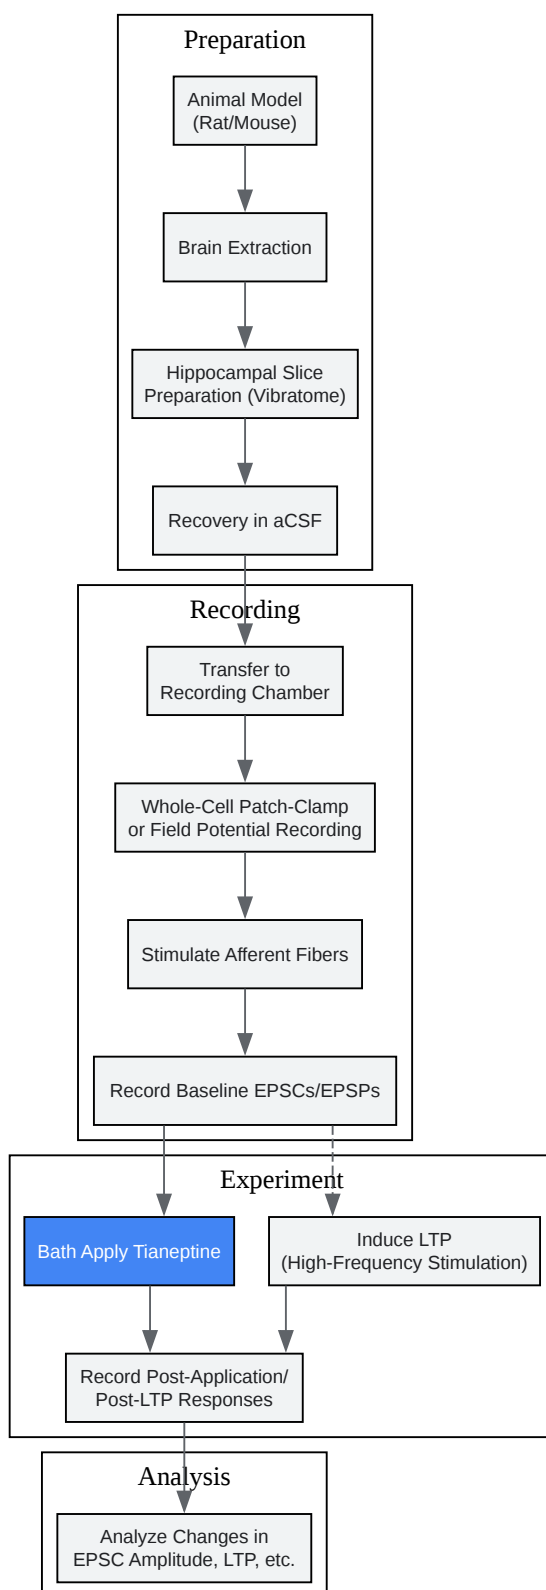 Preparation
Animal Model
(Rat/Mouse)
Brain Extraction
Hippocampal Slice
Preparation (Vibratome)
Recovery in aCSF
Recording
Transfer to
Recording Chamber
Whole-Cell Patch-Clamp
or Field Potential Recording
Stimulate Afferent Fibers
Record Baseline EPSCs/EPSPs
Experiment
Bath Apply Tianeptine
Induce LTP
(High-Frequency Stimulation)
Record Post-Application/
Post-LTP Responses
Analysis
Analyze Changes in
EPSC Amplitude, LTP, etc.